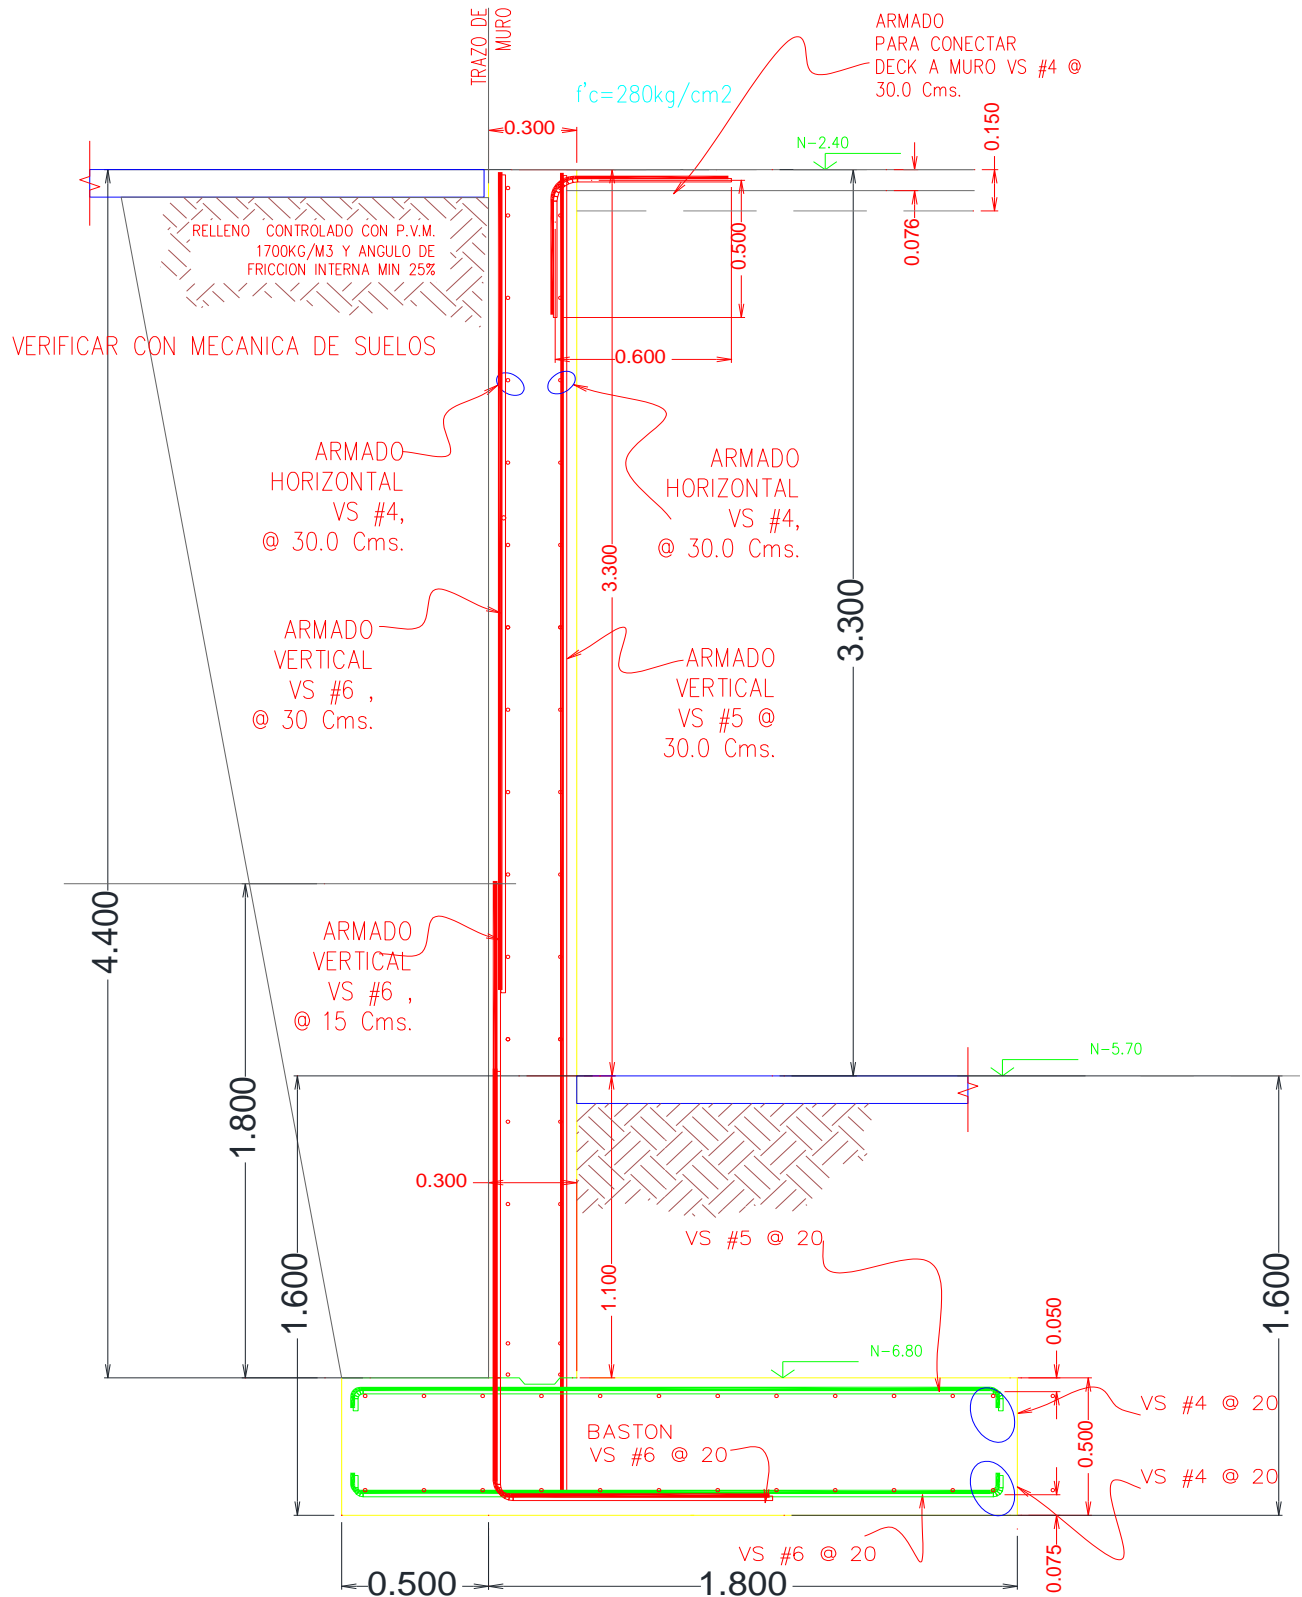 TRAZO DE
MURO
ARMADO
PARA CONECTAR
DECK A MURO VS #4 @
30.0 Cms.
f'c=280kg/cm2
0.300
N-2.40
0.150
0.076
RELLENO CONTROLADO CON P.V.M.
1700KG/M3 Y ANGULO DE
FRICCION INTERNA MIN 25%
0.500
VERIFICAR CON MECANICA DE SUELOS
0.600
ARMADO
HORIZONTAL
VS #4,
@ 30.0 Cms.
ARMADO
HORIZONTAL
VS #4,
@ 30.0 Cms.
3.300
3.300
ARMADO
VERTICAL
VS #6 ,
@ 30 Cms.
ARMADO
VERTICAL
VS #5 @
30.0 Cms.
4.400
ARMADO
VERTICAL
VS #6 ,
@ 15 Cms.
N-5.70
1.800
0.300
VS #5 @ 20
1.600
1.100
1.600
0.050
N-6.80
VS #4 @ 20
BASTON
VS #6 @ 20
0.500
VS #4 @ 20
VS #6 @ 20
0.075
0.500
1.800